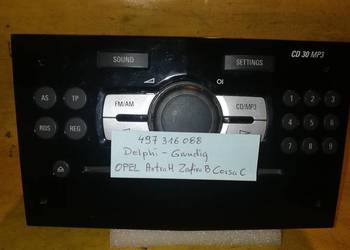 CD 30 MP3
SOUND
SETTINGS
AS
TP
FM/AM
CD/MP3
1
2
3
RDS
REG
4
5
6
7
8
9
497 316 088
Delphi - Grundig
OPEL Astra H Zafira B Corsa C